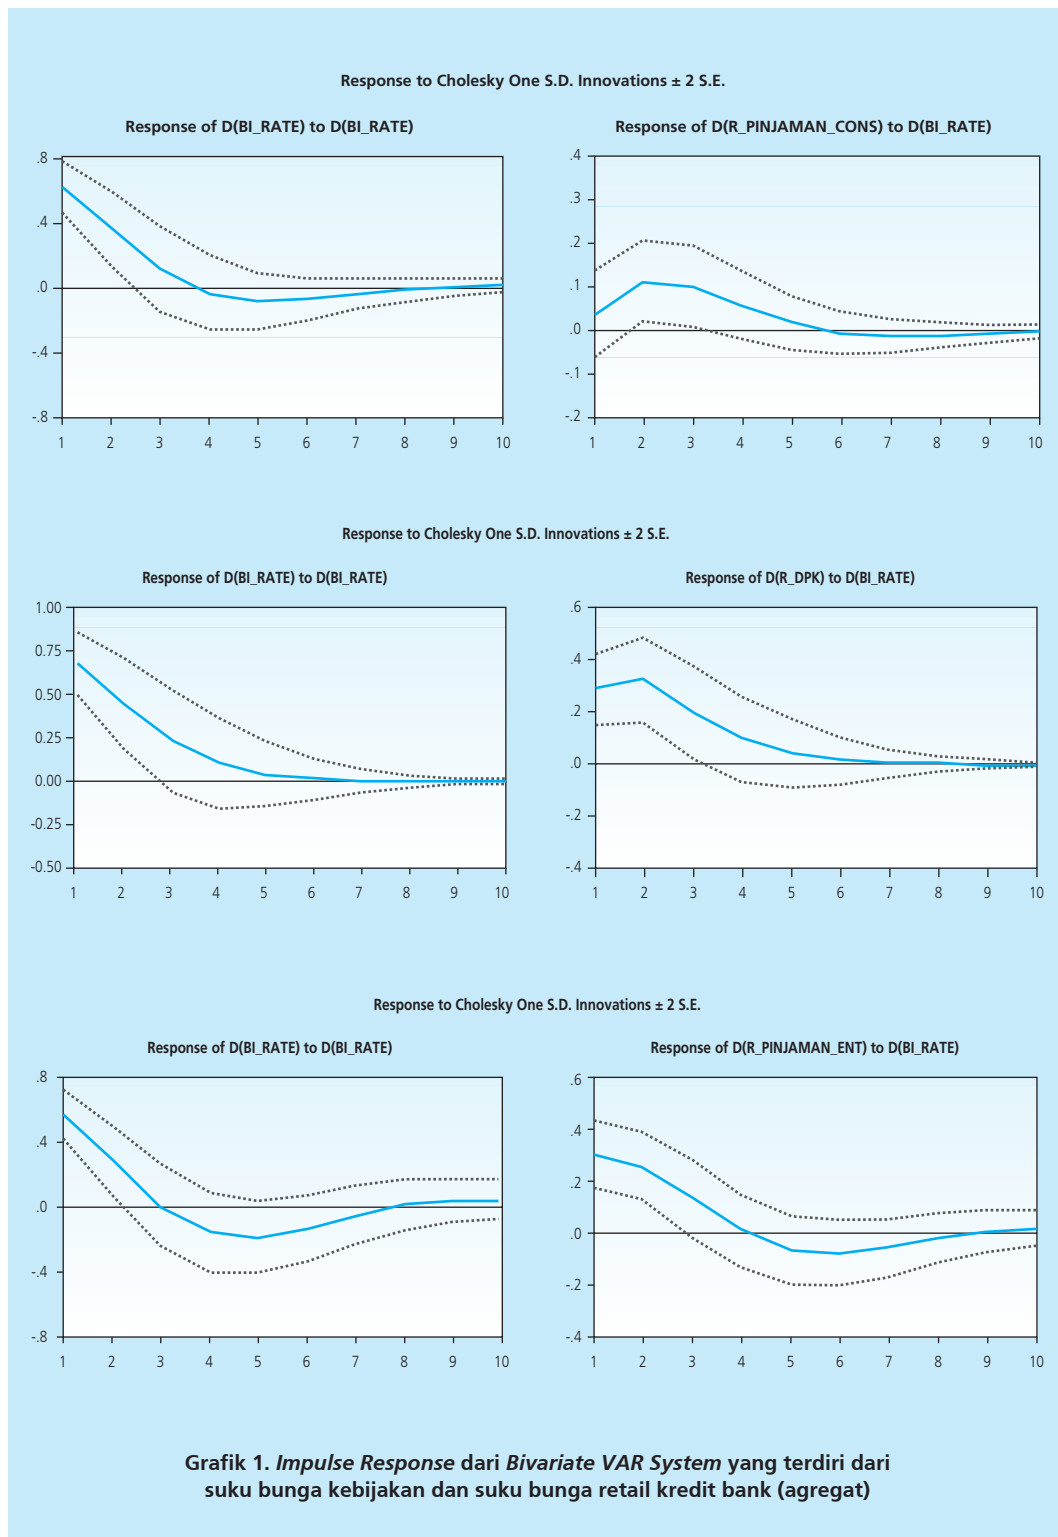 Response to Cholesky One S.D. Innovations ± 2 S.E.
Response of D(BI_RATE) to D(BI_RATE)
.8
.4
.0
-.4
-.8
1 2 3 4 5 6 7 8 9 10
Response of D(R_PINJAMAN_CONS) to D(BI_RATE)
.4
.3
.2
.1
.0
-.1
-.2
1 2 3 4 5 6 7 8 9 10
Response to Cholesky One S.D. Innovations ± 2 S.E.
Response of D(BI_RATE) to D(BI_RATE)
1.00
0.75
0.50
0.25
0.00
-0.25
-0.50
1 2 3 4 5 6 7 8 9 10
Response of D(R_DPK) to D(BI_RATE)
.6
.4
.2
.0
-.2
-.4
1 2 3 4 5 6 7 8 9 10
Response to Cholesky One S.D. Innovations ± 2 S.E.
Response of D(BI_RATE) to D(BI_RATE)
.8
.4
.0
-.4
-.8
1 2 3 4 5 6 7 8 9 10
Response of D(R_PINJAMAN_ENT) to D(BI_RATE)
.6
.4
.2
.0
-.2
-.4
1 2 3 4 5 6 7 8 9 10
Grafik 1. Impulse Response dari Bivariate VAR System yang terdiri dari
suku bunga kebijakan dan suku bunga retail kredit bank (agregat)